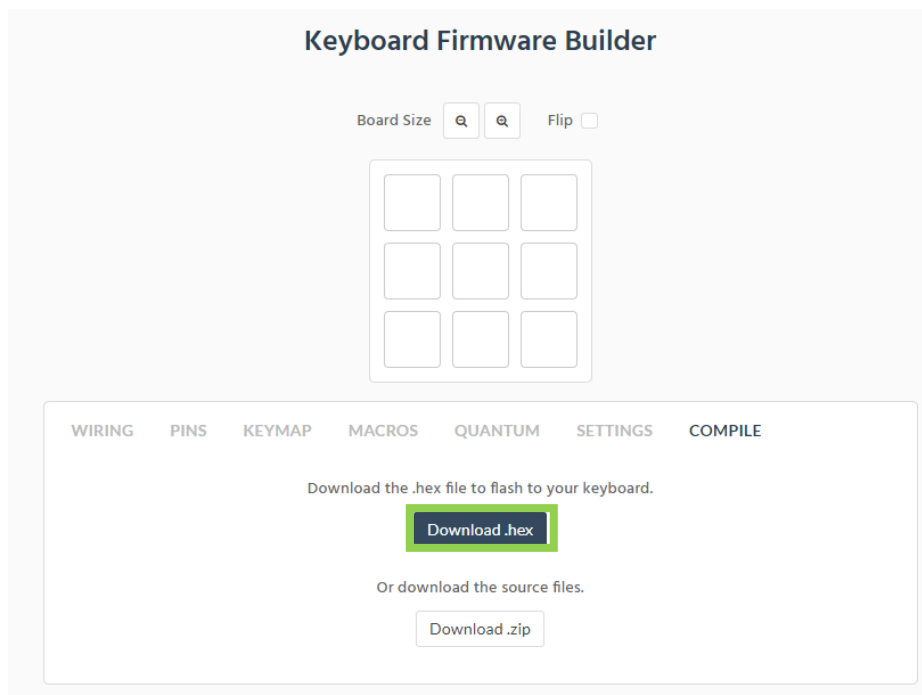 Keyboard Firmware Builder
Board Size Flip
WIRING PINS KEYMAP MACROS QUANTUM SETTINGS COMPILE
Download the .hex file to flash to your keyboard.
Download .hex
Or download the source files.
Download .zip